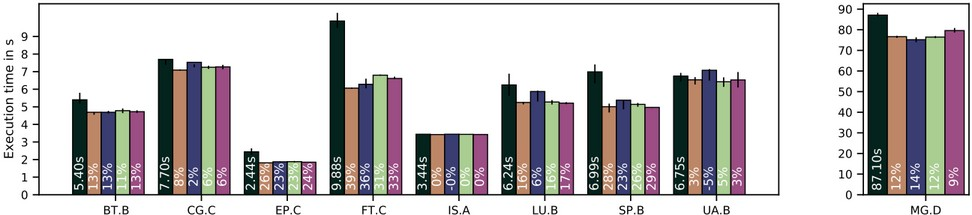 Execution time in s
9
8
7
6
5
4
3
2
1
0
5.40s 13% 13% 11% 13%
7.70s 8% 2% 6% 6%
2.44s 26% 23% 23% 24%
9.88s 39% 36% 31% 33%
3.44s 0% -0% 0% 0%
6.24s 16% 6% 16% 17%
6.99s 28% 23% 26% 29%
6.75s 3% -5% 5% 3%
BT.B CG.C EP.C FT.C IS.A LU.B SP.B UA.B
90
80
70
60
50
40
30
20
10
0
87.10s 12% 14% 12% 9%
MG.D